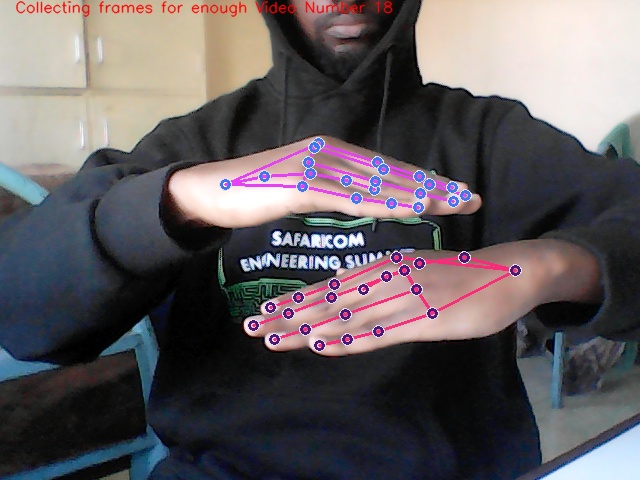 Collecting frames for enough Video Number 18
SAFARICOM
ENGINEERING SUMMIT